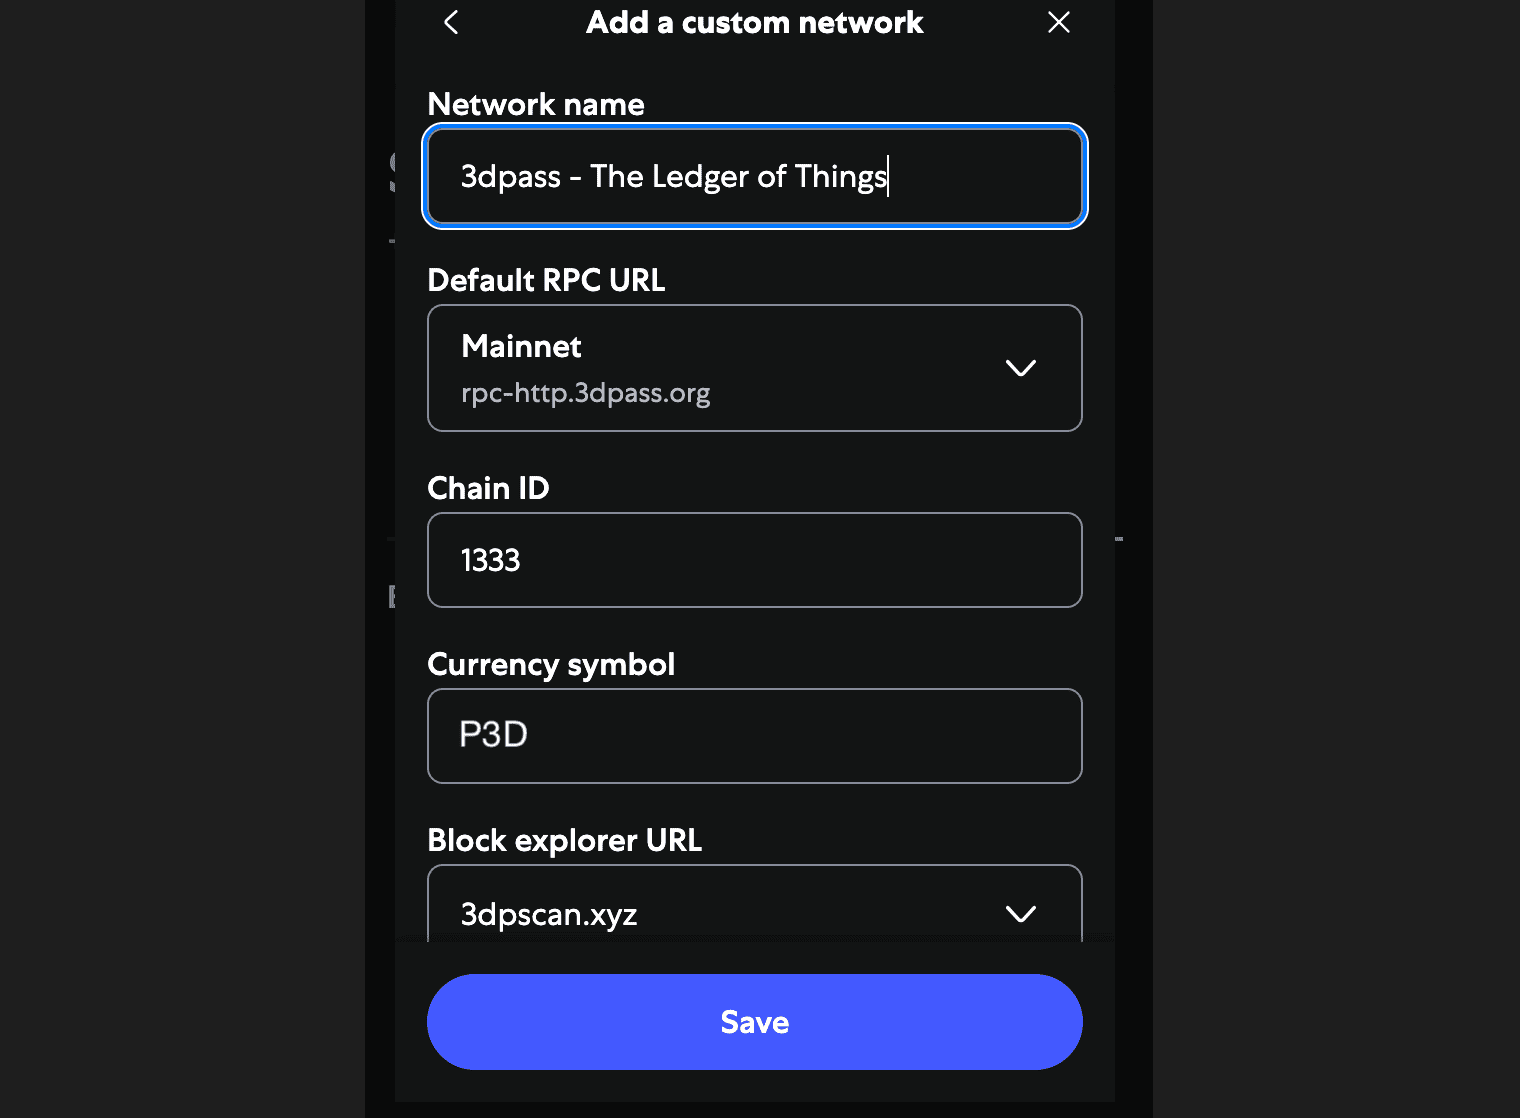 Add a custom network
Network name
3dpass - The Ledger of Things
Default RPC URL
Mainnet
rpc-http.3dpass.org
Chain ID
1333
Currency symbol
P3D
Block explorer URL
3dpscan.xyz
Save